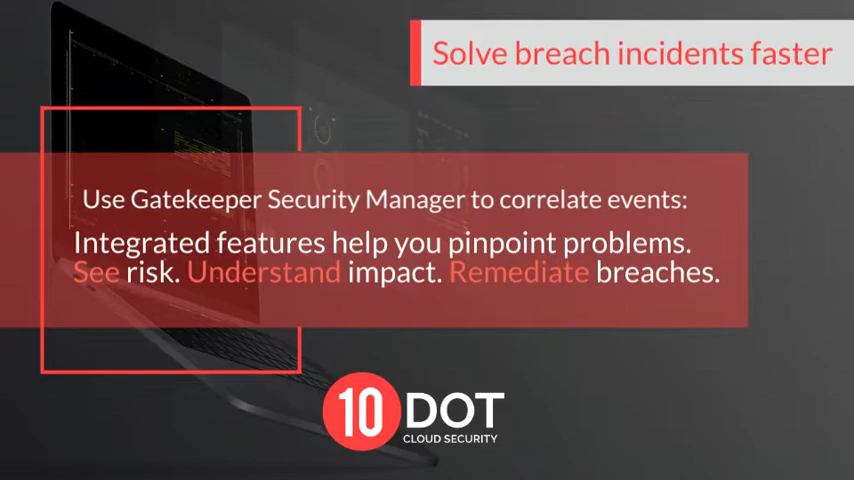 Solve breach incidents faster
Use Gatekeeper Security Manager to correlate events:
Integrated features help you pinpoint problems.
See risk. Understand impact. Remediate breaches.
10 DOT
CLOUD SECURITY